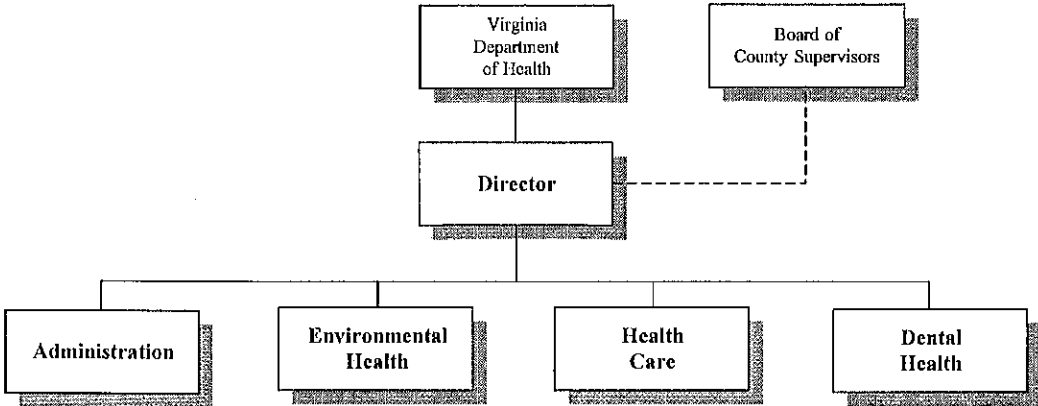 Virginia
Department
of Health
Board of
County Supervisors
Director
Administration
Environmental
Health
Health
Care
Dental
Health